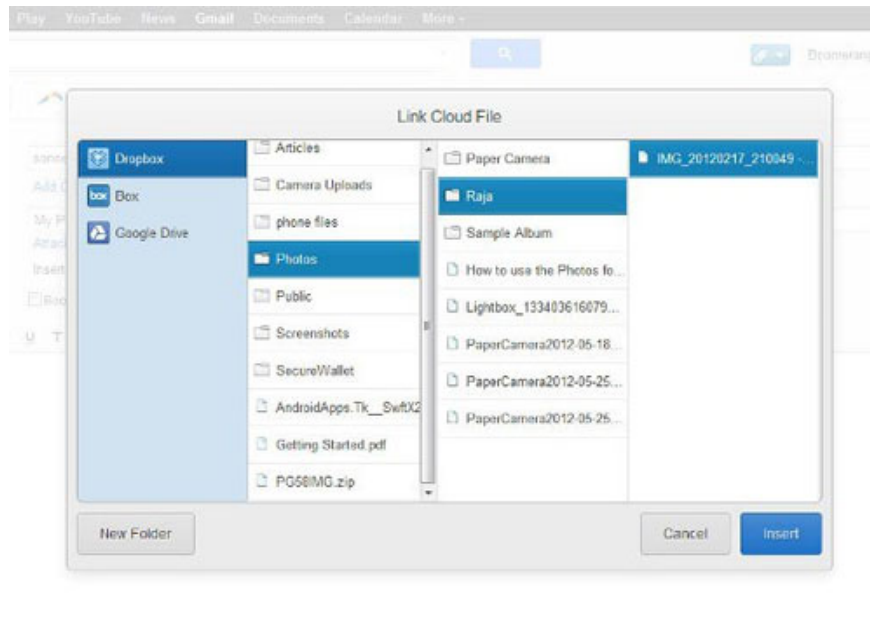 Play YouTube News Gmail Documents Calendar More
Boomerang
Link Cloud File
Dropbox
Box
Google Drive
Articles
Camera Uploads
phone files
Photos
Public
Screenshots
SecureWallet
AndroidApps.Tk__SwftX2
Getting Started.pdf
PG58IMG.zip
Paper Camera
Raja
Sample Album
How to use the Photos fo...
Lightbox_133403616079...
PaperCamera2012-05-18...
PaperCamera2012-05-25...
PaperCamera2012-05-25...
IMG_20120217_210049 -...
New Folder
Cancel
Insert